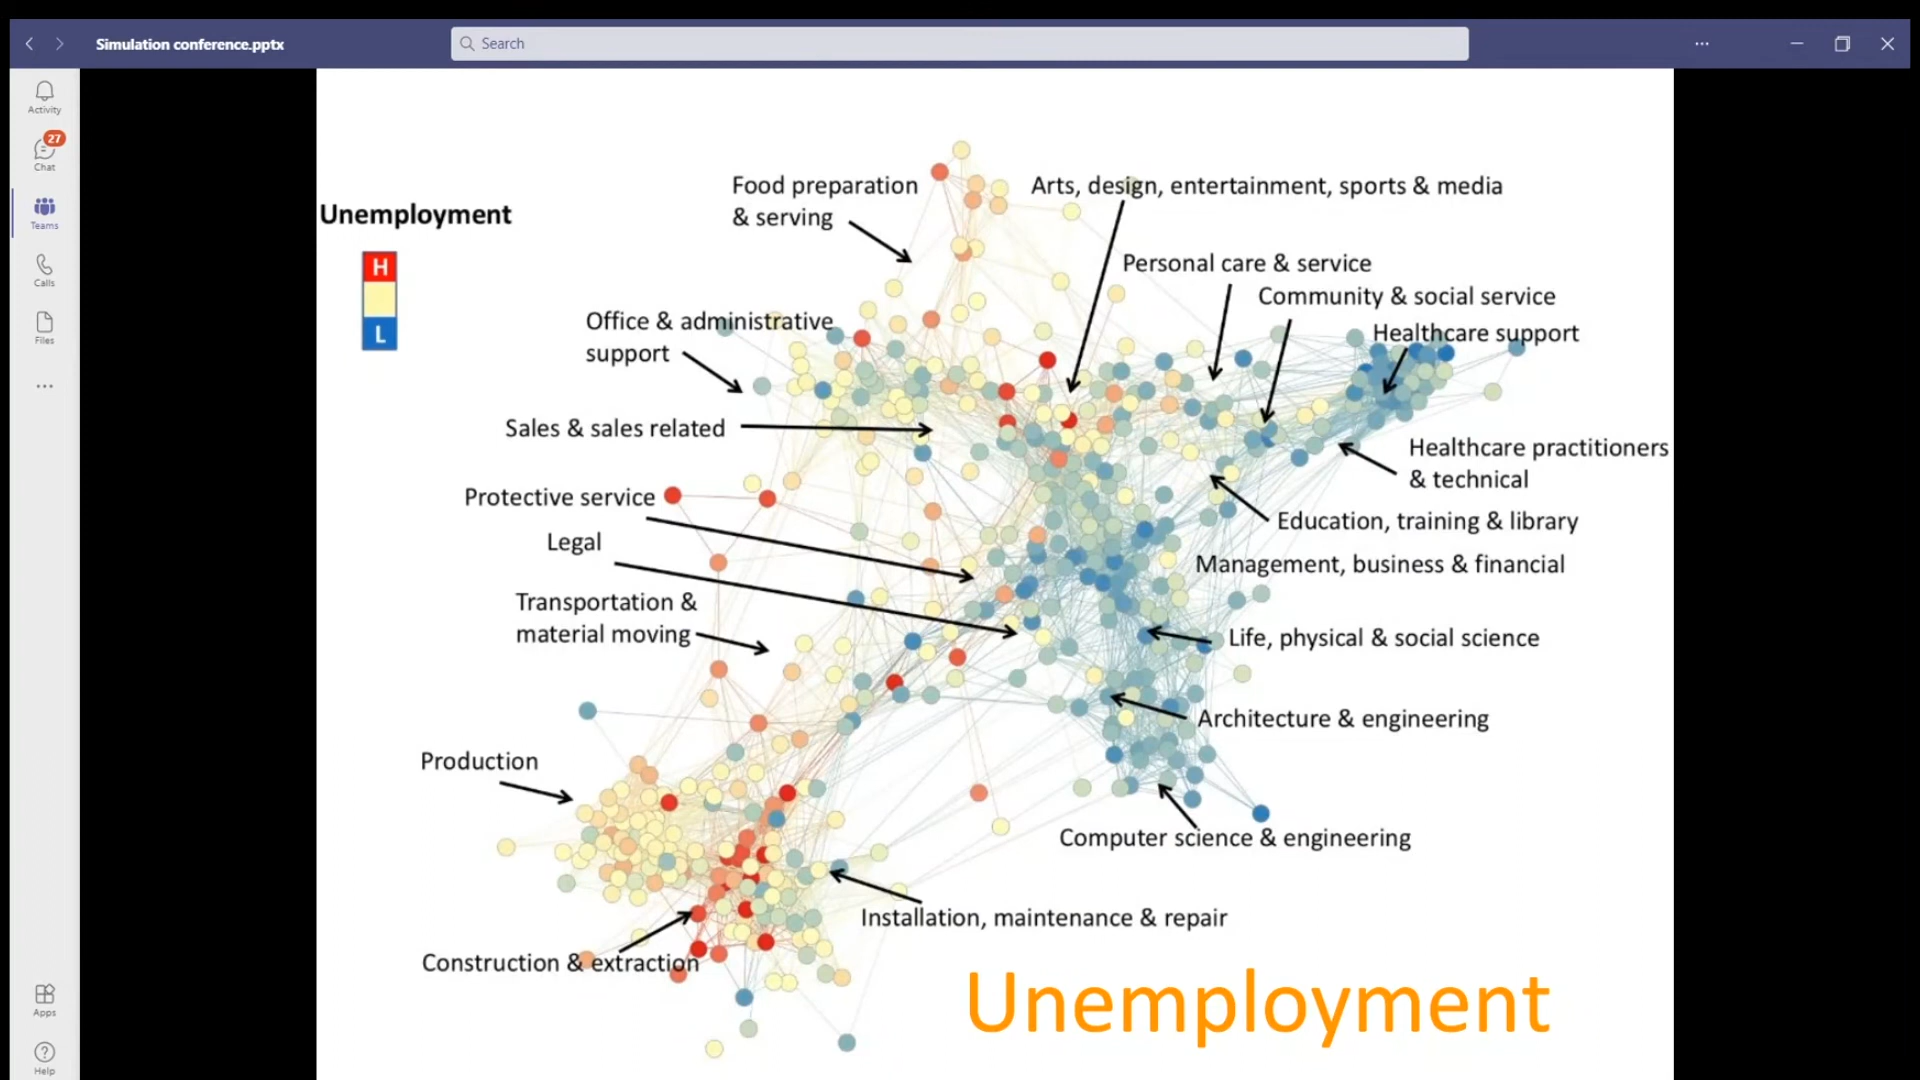 Simulation conference.pptx
Search
Activity
27
Chat
Teams
Calls
Files
Apps
Help
Unemployment
H
L
Food preparation
& serving
Arts, design, entertainment, sports & media
Personal care & service
Community & social service
Healthcare support
Office & administrative
support
Sales & sales related
Healthcare practitioners
& technical
Protective service
Education, training & library
Legal
Management, business & financial
Transportation &
material moving
Life, physical & social science
Architecture & engineering
Production
Computer science & engineering
Installation, maintenance & repair
Construction & extraction
Unemployment